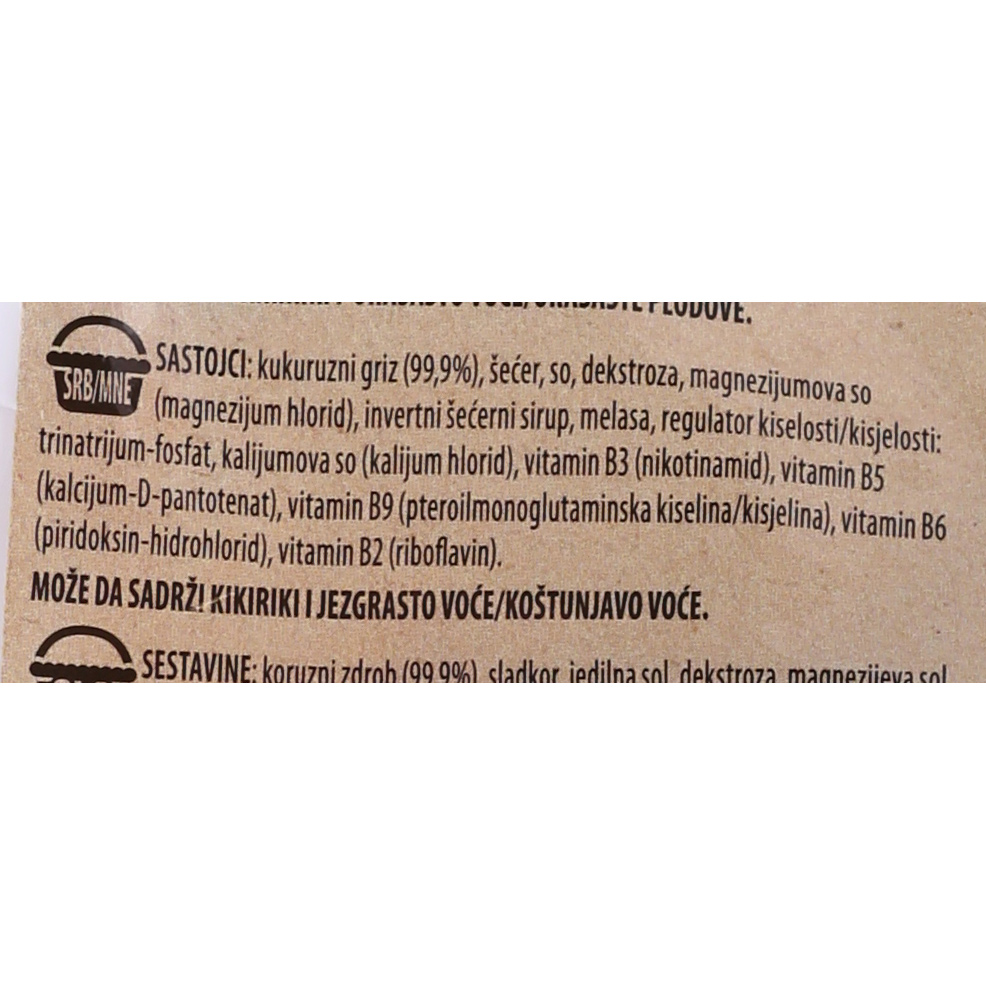 VOĆE/ORAŠASTE PLODOVE.
SRB/MNE
SASTOJCI: kukuruzni griz (99,9%), šećer, so, dekstroza, magnezijumova so
(magnezijum hlorid), invertni šećerni sirup, melasa, regulator kiselosti/kisjelosti:
trinatrijum-fosfat, kalijumova so (kalijum hlorid), vitamin B3 (nikotinamid), vitamin B5
(kalcijum-D-pantotenat), vitamin B9 (pteroilmonoglutaminska kiselina/kisjelina), vitamin B6
(piridoksin-hidrohlorid), vitamin B2 (riboflavin).
MOŽE DA SADRŽI KIKIRIKI I JEZGRASTO VOĆE/KOŠTUNJAVO VOĆE.
SESTAVINE: koruzni zdrob (99,9%), sladkor, jedilna sol, dekstroza, magnezijeva sol